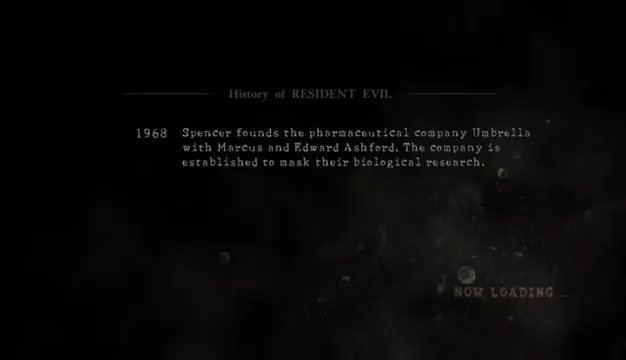 History of RESIDENT EVIL
1968 Spencer founds the pharmaceutical company Umbrella
with Marcus and Edward Ashford. The company is
established to mask their biological research.
NOW LOADING...